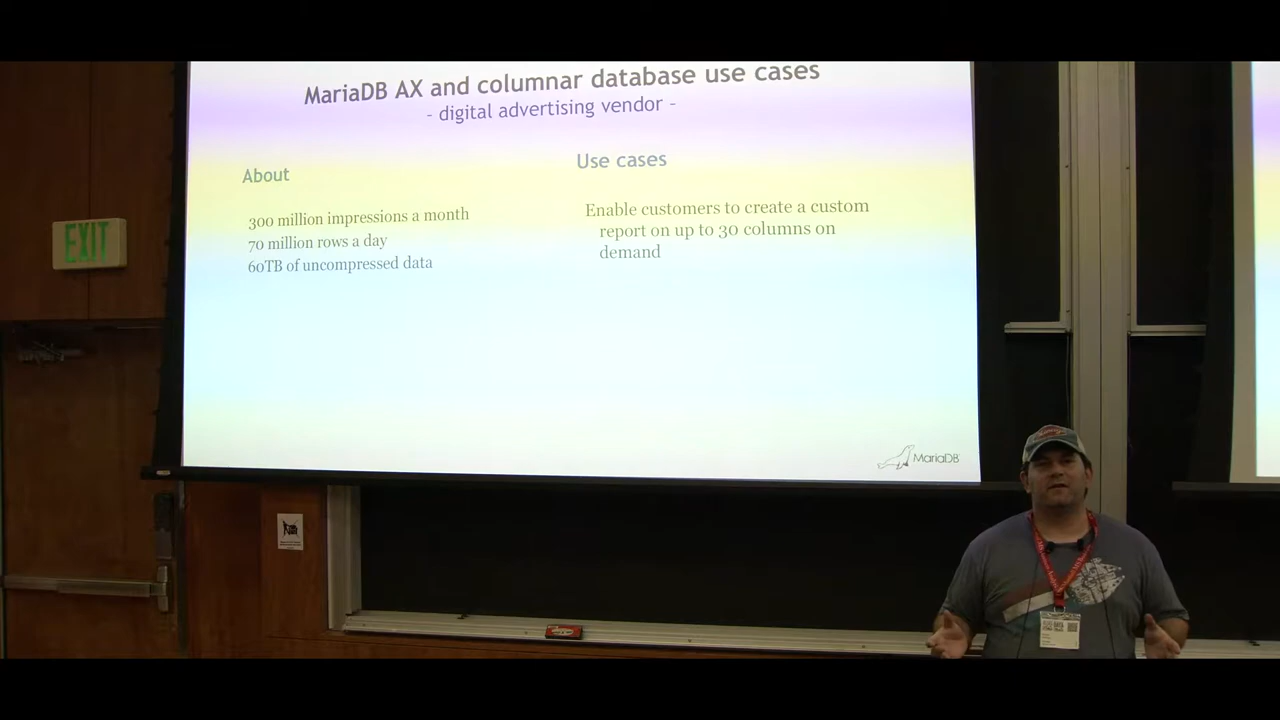 MariaDB AX and columnar database use cases
- digital advertising vendor -
About
300 million impressions a month
70 million rows a day
60TB of uncompressed data
Use cases
Enable customers to create a custom
report on up to 30 columns on
demand
MariaDB
EXIT